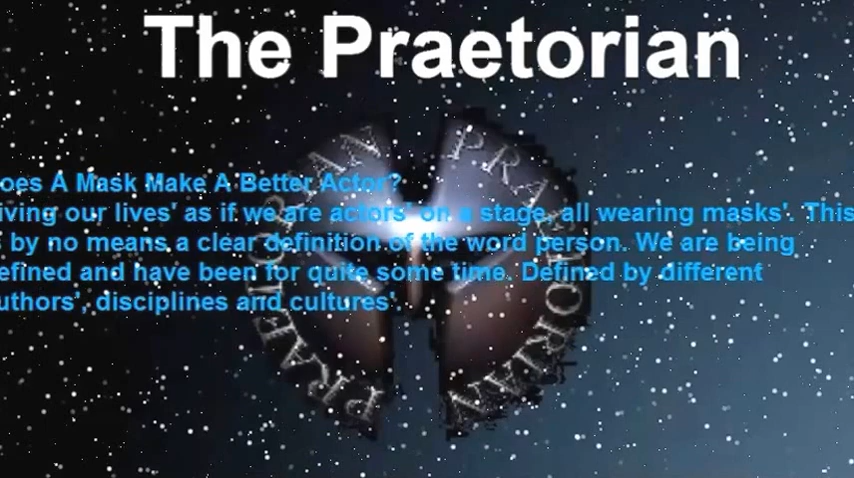 The Praetorian
PRAETORIAN
PRAETORIAN
oes A Mask Make A Better Actor?
iving our lives' as if we are actors' on a stage, all wearing masks'. This
by no means a clear definition of the word person. We are being
efined and have been for quite some time. Defined by different
uthors', disciplines and cultures'.